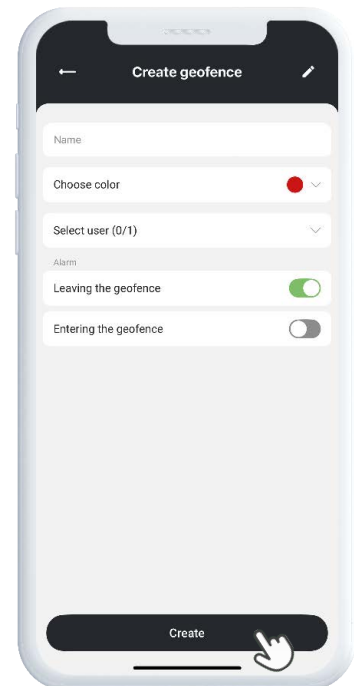 Create geofence
Name
Choose color
Select user (0/1)
Alarm
Leaving the geofence
Entering the geofence
Create